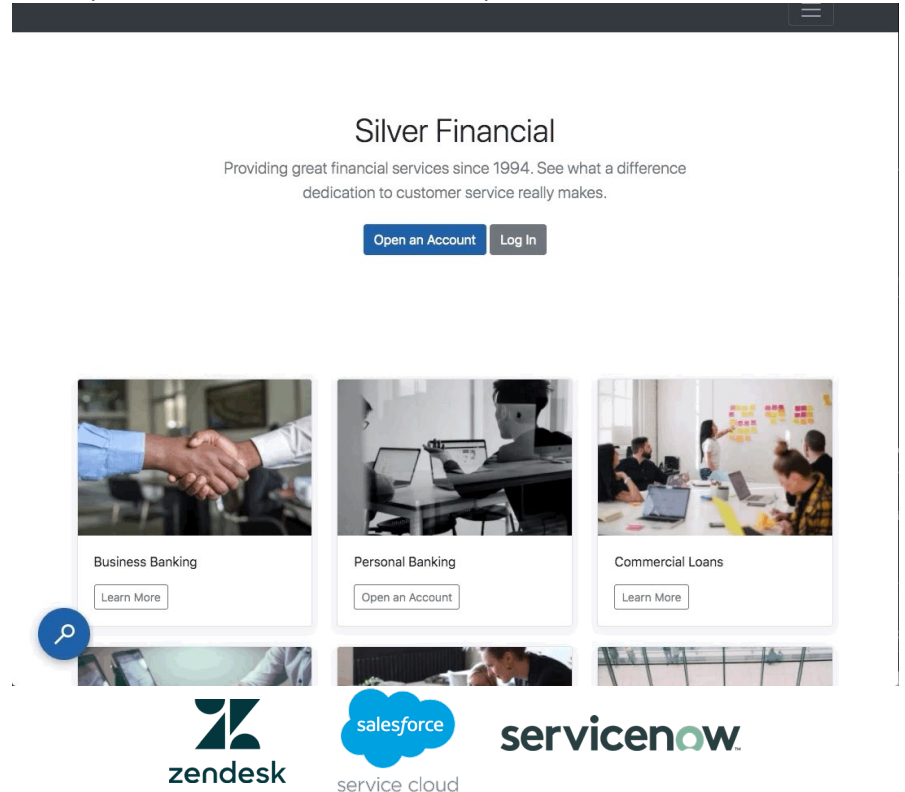 Silver Financial
Providing great financial services since 1994. See what a difference
dedication to customer service really makes.
Open an Account Log In
Business Banking Personal Banking Commercial Loans
Learn More Open an Account Learn More
zendesk
salesforce
service cloud
servicenow™